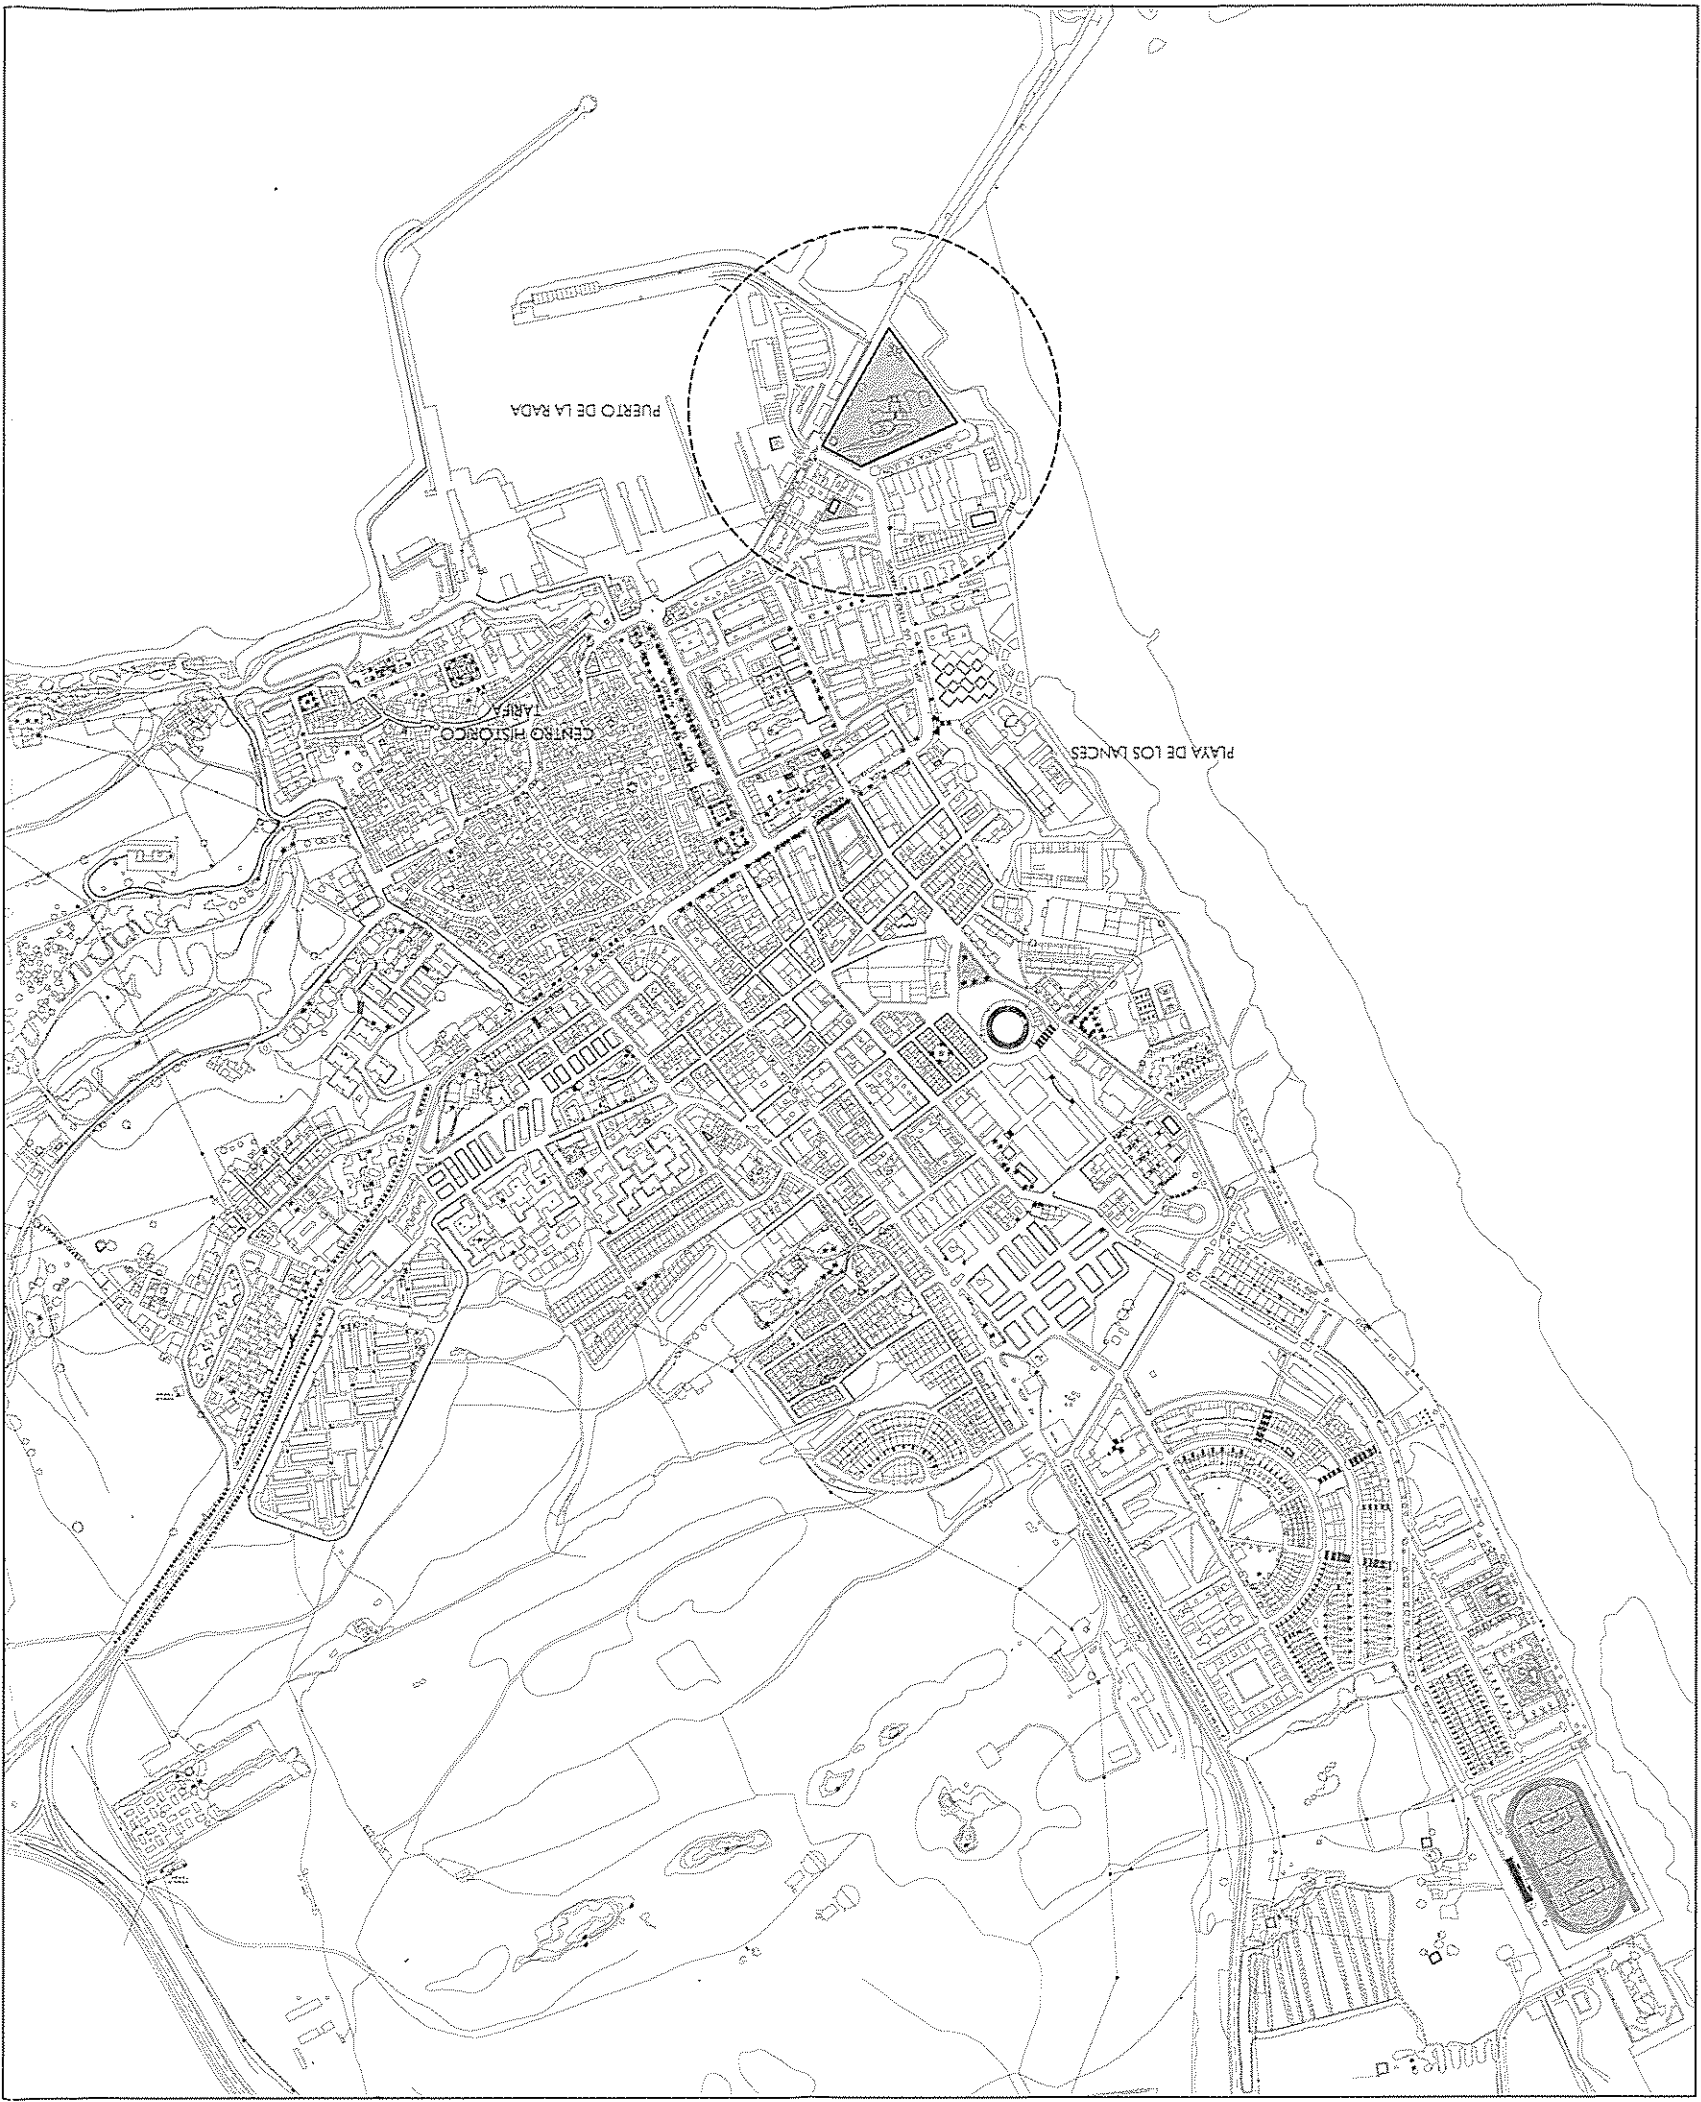 PLAYA DE LOS LANCES
CENTRO HISTÓRICO
TARIFA
PUERTO DE LA RADA